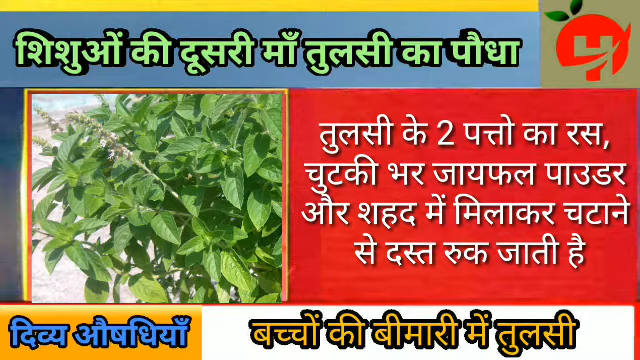 शिशुओं की दूसरी माँ तुलसी का पौधा
तुलसी के 2 पत्तो का रस,
चुटकी भर जायफल पाउडर
और शहद में मिलाकर चटाने
से दस्त रुक जाती है
दिव्य औषधियाँ
बच्चों की बीमारी में तुलसी